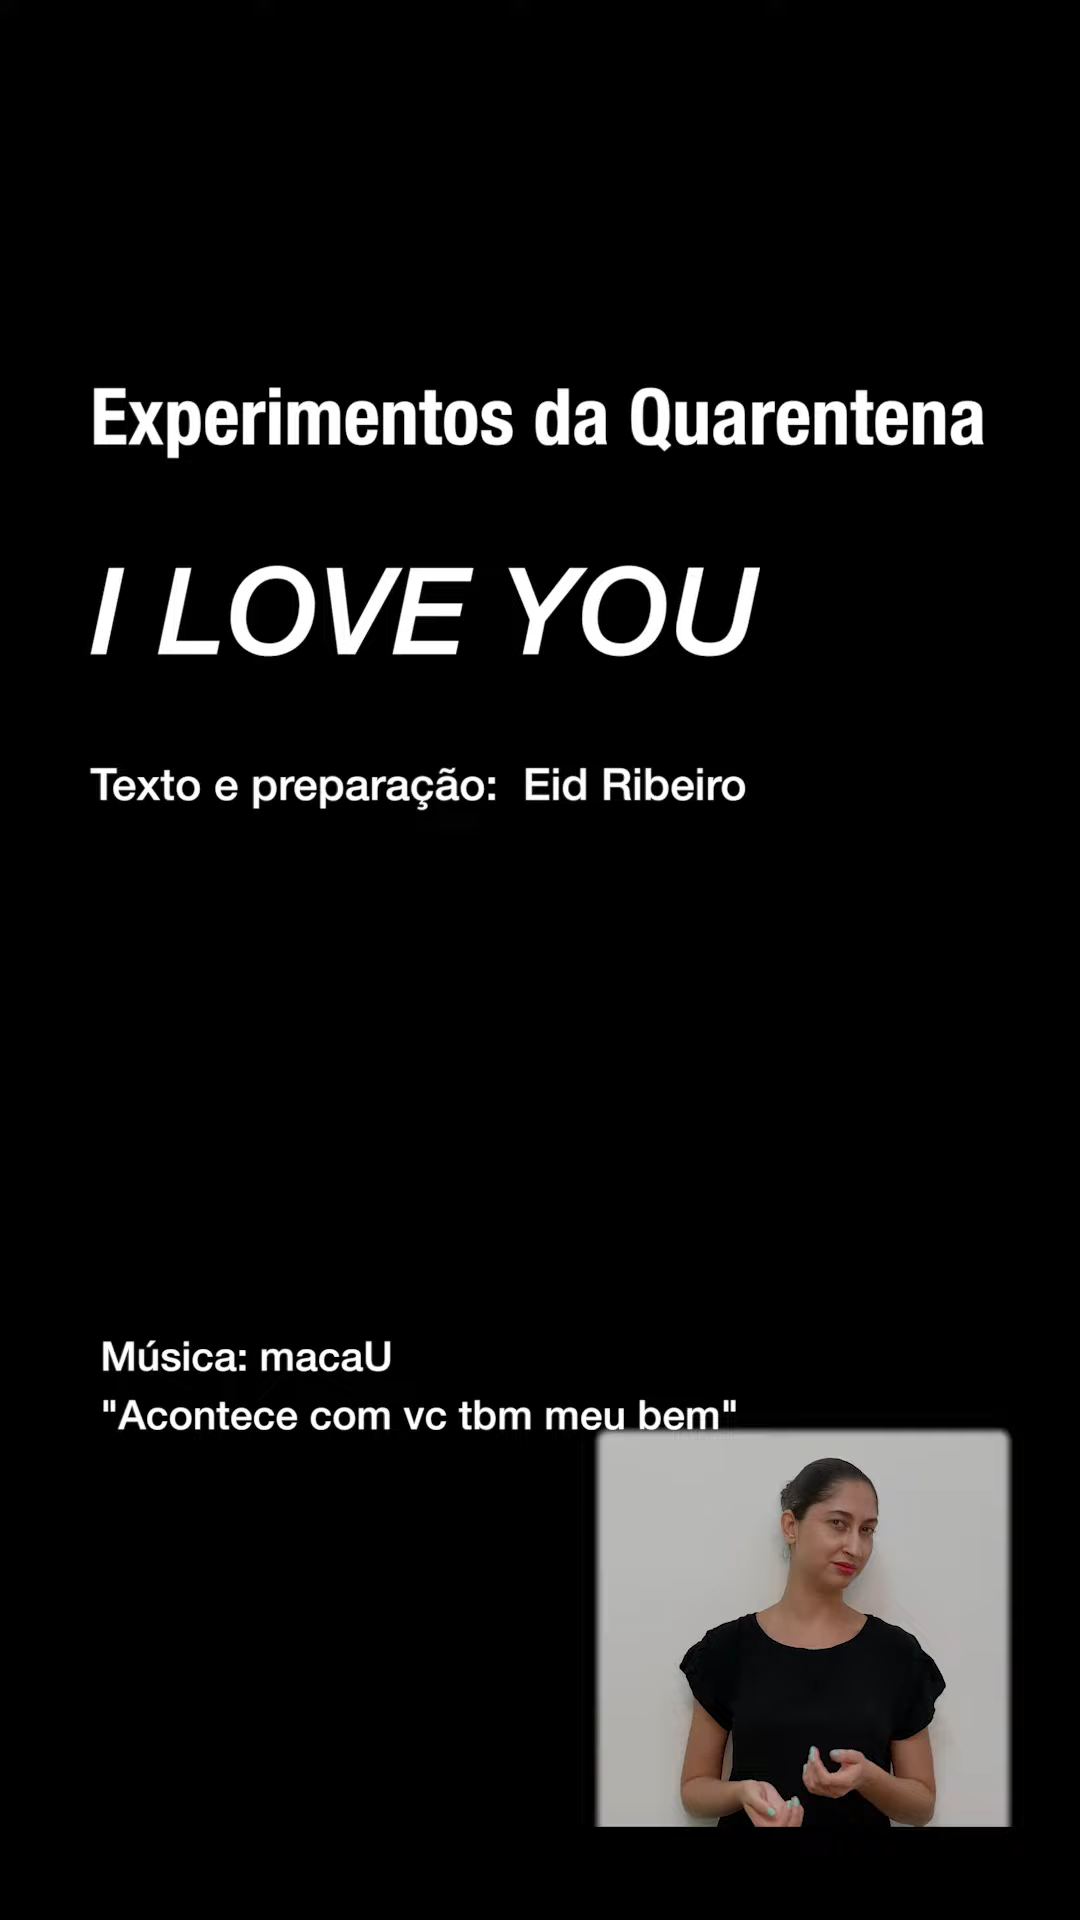 Experimentos da Quarentena
I LOVE YOU
Texto e preparação: Eid Ribeiro
Música: macaU
"Acontece com vc tbm meu bem"